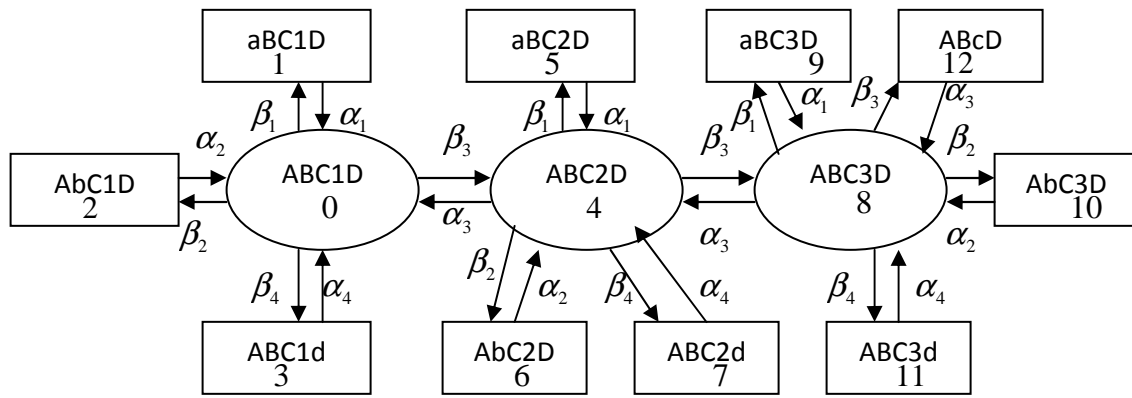 aBC1D
1
aBC2D
5
aBC3D
9
ABcD
12
β₁
α₁
β₁
α₁
β₁
α₁
β₃
α₃
α₂
β₃
β₃
β₂
AbC1D
2
ABC1D
0
ABC2D
4
ABC3D
8
AbC3D
10
β₂
α₃
α₃
α₂
β₄
α₄
β₂
α₂
β₄
α₄
β₄
α₄
ABC1d
3
AbC2D
6
ABC2d
7
ABC3d
11